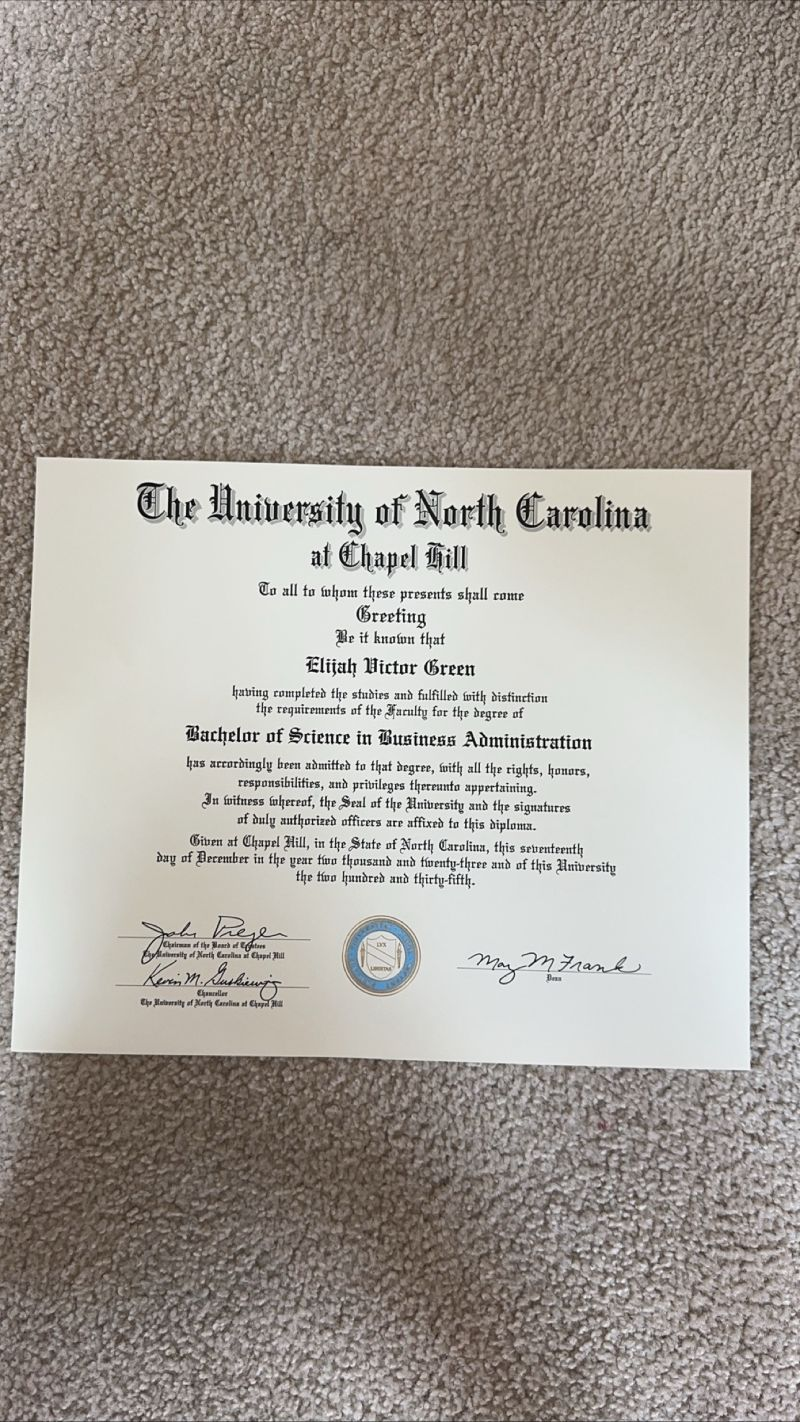 The University of North Carolina
at Chapel Hill
To all to whom these presents shall come
Greeting
Be it known that
Elijah Victor Green
having completed the studies and fulfilled with distinction
the requirements of the Faculty for the degree of
Bachelor of Science in Business Administration
has accordingly been admitted to that degree, with all the rights, honors,
responsibilities, and privileges thereunto appertaining.
In witness whereof, the Seal of the University and the signatures
of duly authorized officers are affixed to this diploma.
Given at Chapel Hill, in the State of North Carolina, this seventeenth
day of December in the year two thousand and twenty-three and of this University
the two hundred and thirty-fifth.
John
Chairman of the Board of Trustees
The University of North Carolina at Chapel Hill
Kevin M. Guskiewicz
Chancellor
The University of North Carolina at Chapel Hill
LVX
LIBERTAS
M Frank
Dean